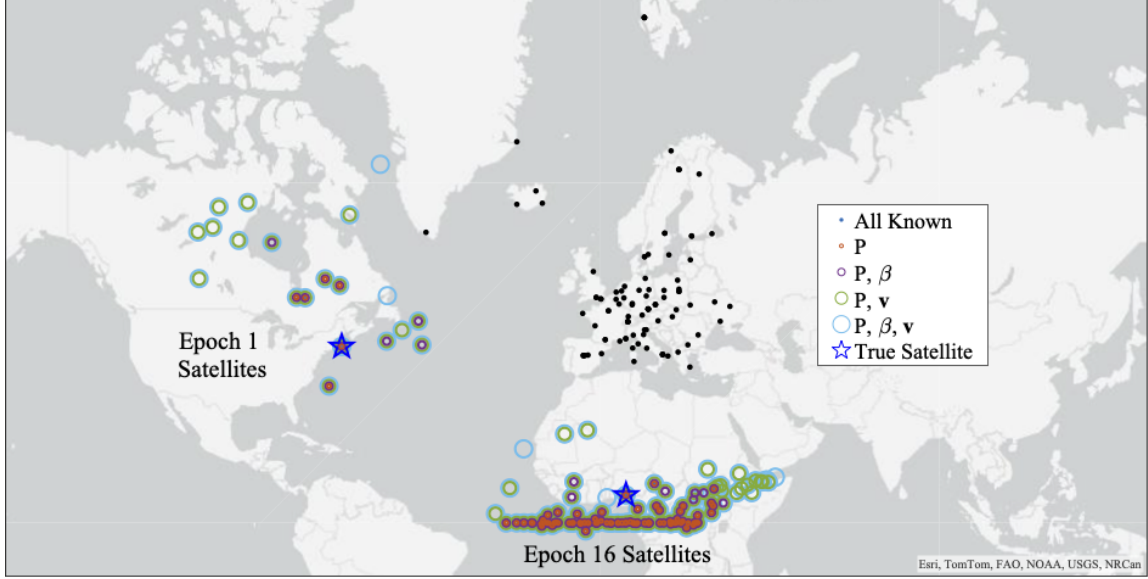 All Known
P
P, β
P, v
P, β, v
True Satellite
Epoch 1
Satellites
Epoch 16 Satellites
Esri, TomTom, FAO, NOAA, USGS, NRCan